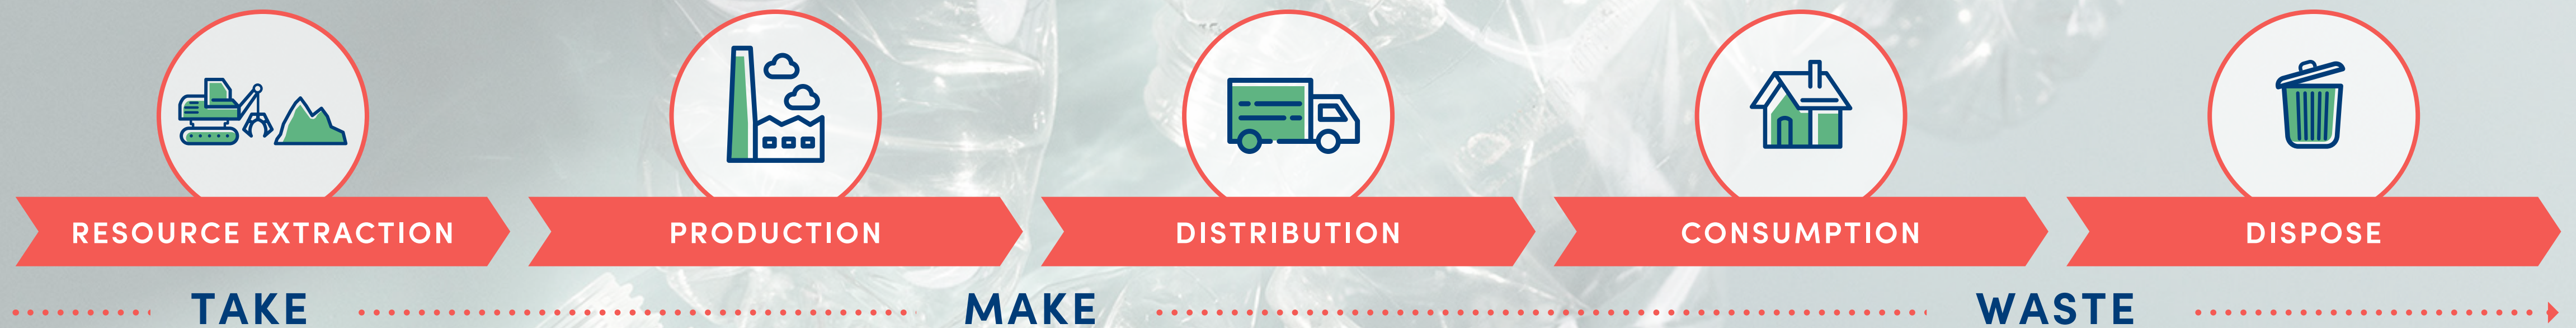 RESOURCE EXTRACTION
PRODUCTION
DISTRIBUTION
CONSUMPTION
DISPOSE
TAKE
MAKE
WASTE